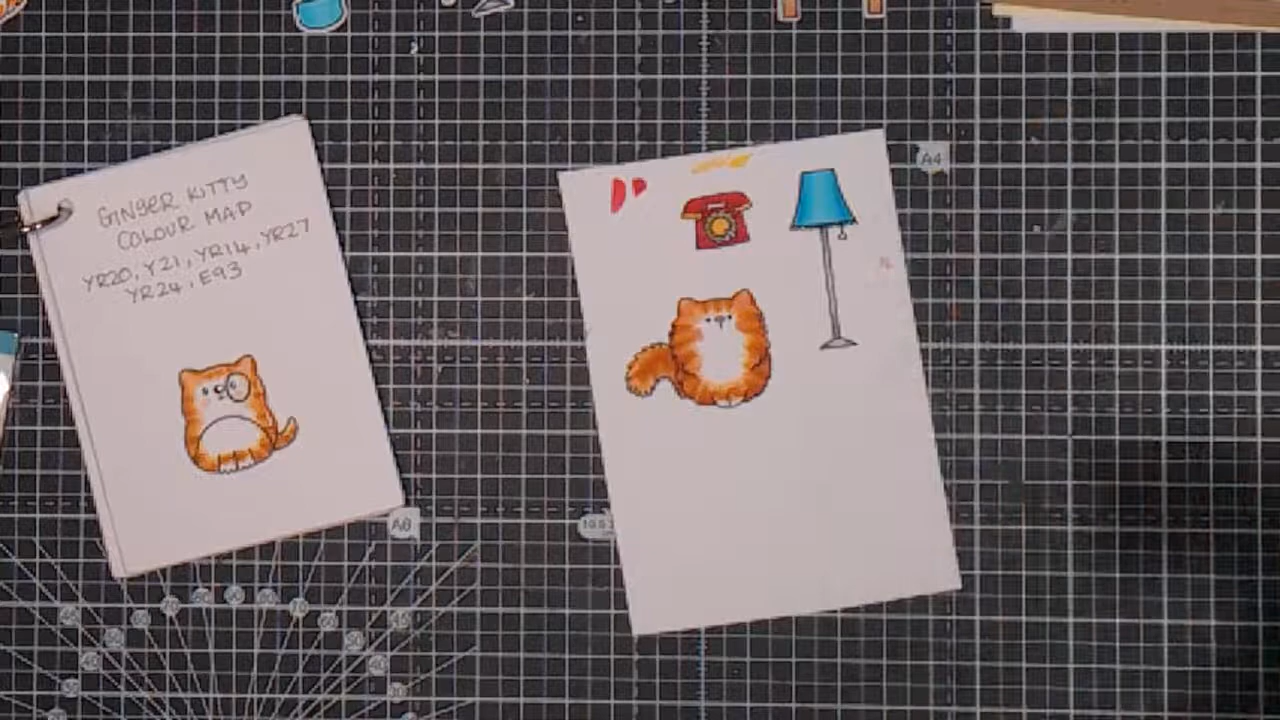 GINGER KITTY
COLOUR MAP
YR20, Y21, YR14, YR27
YR24, E93
A4
A6